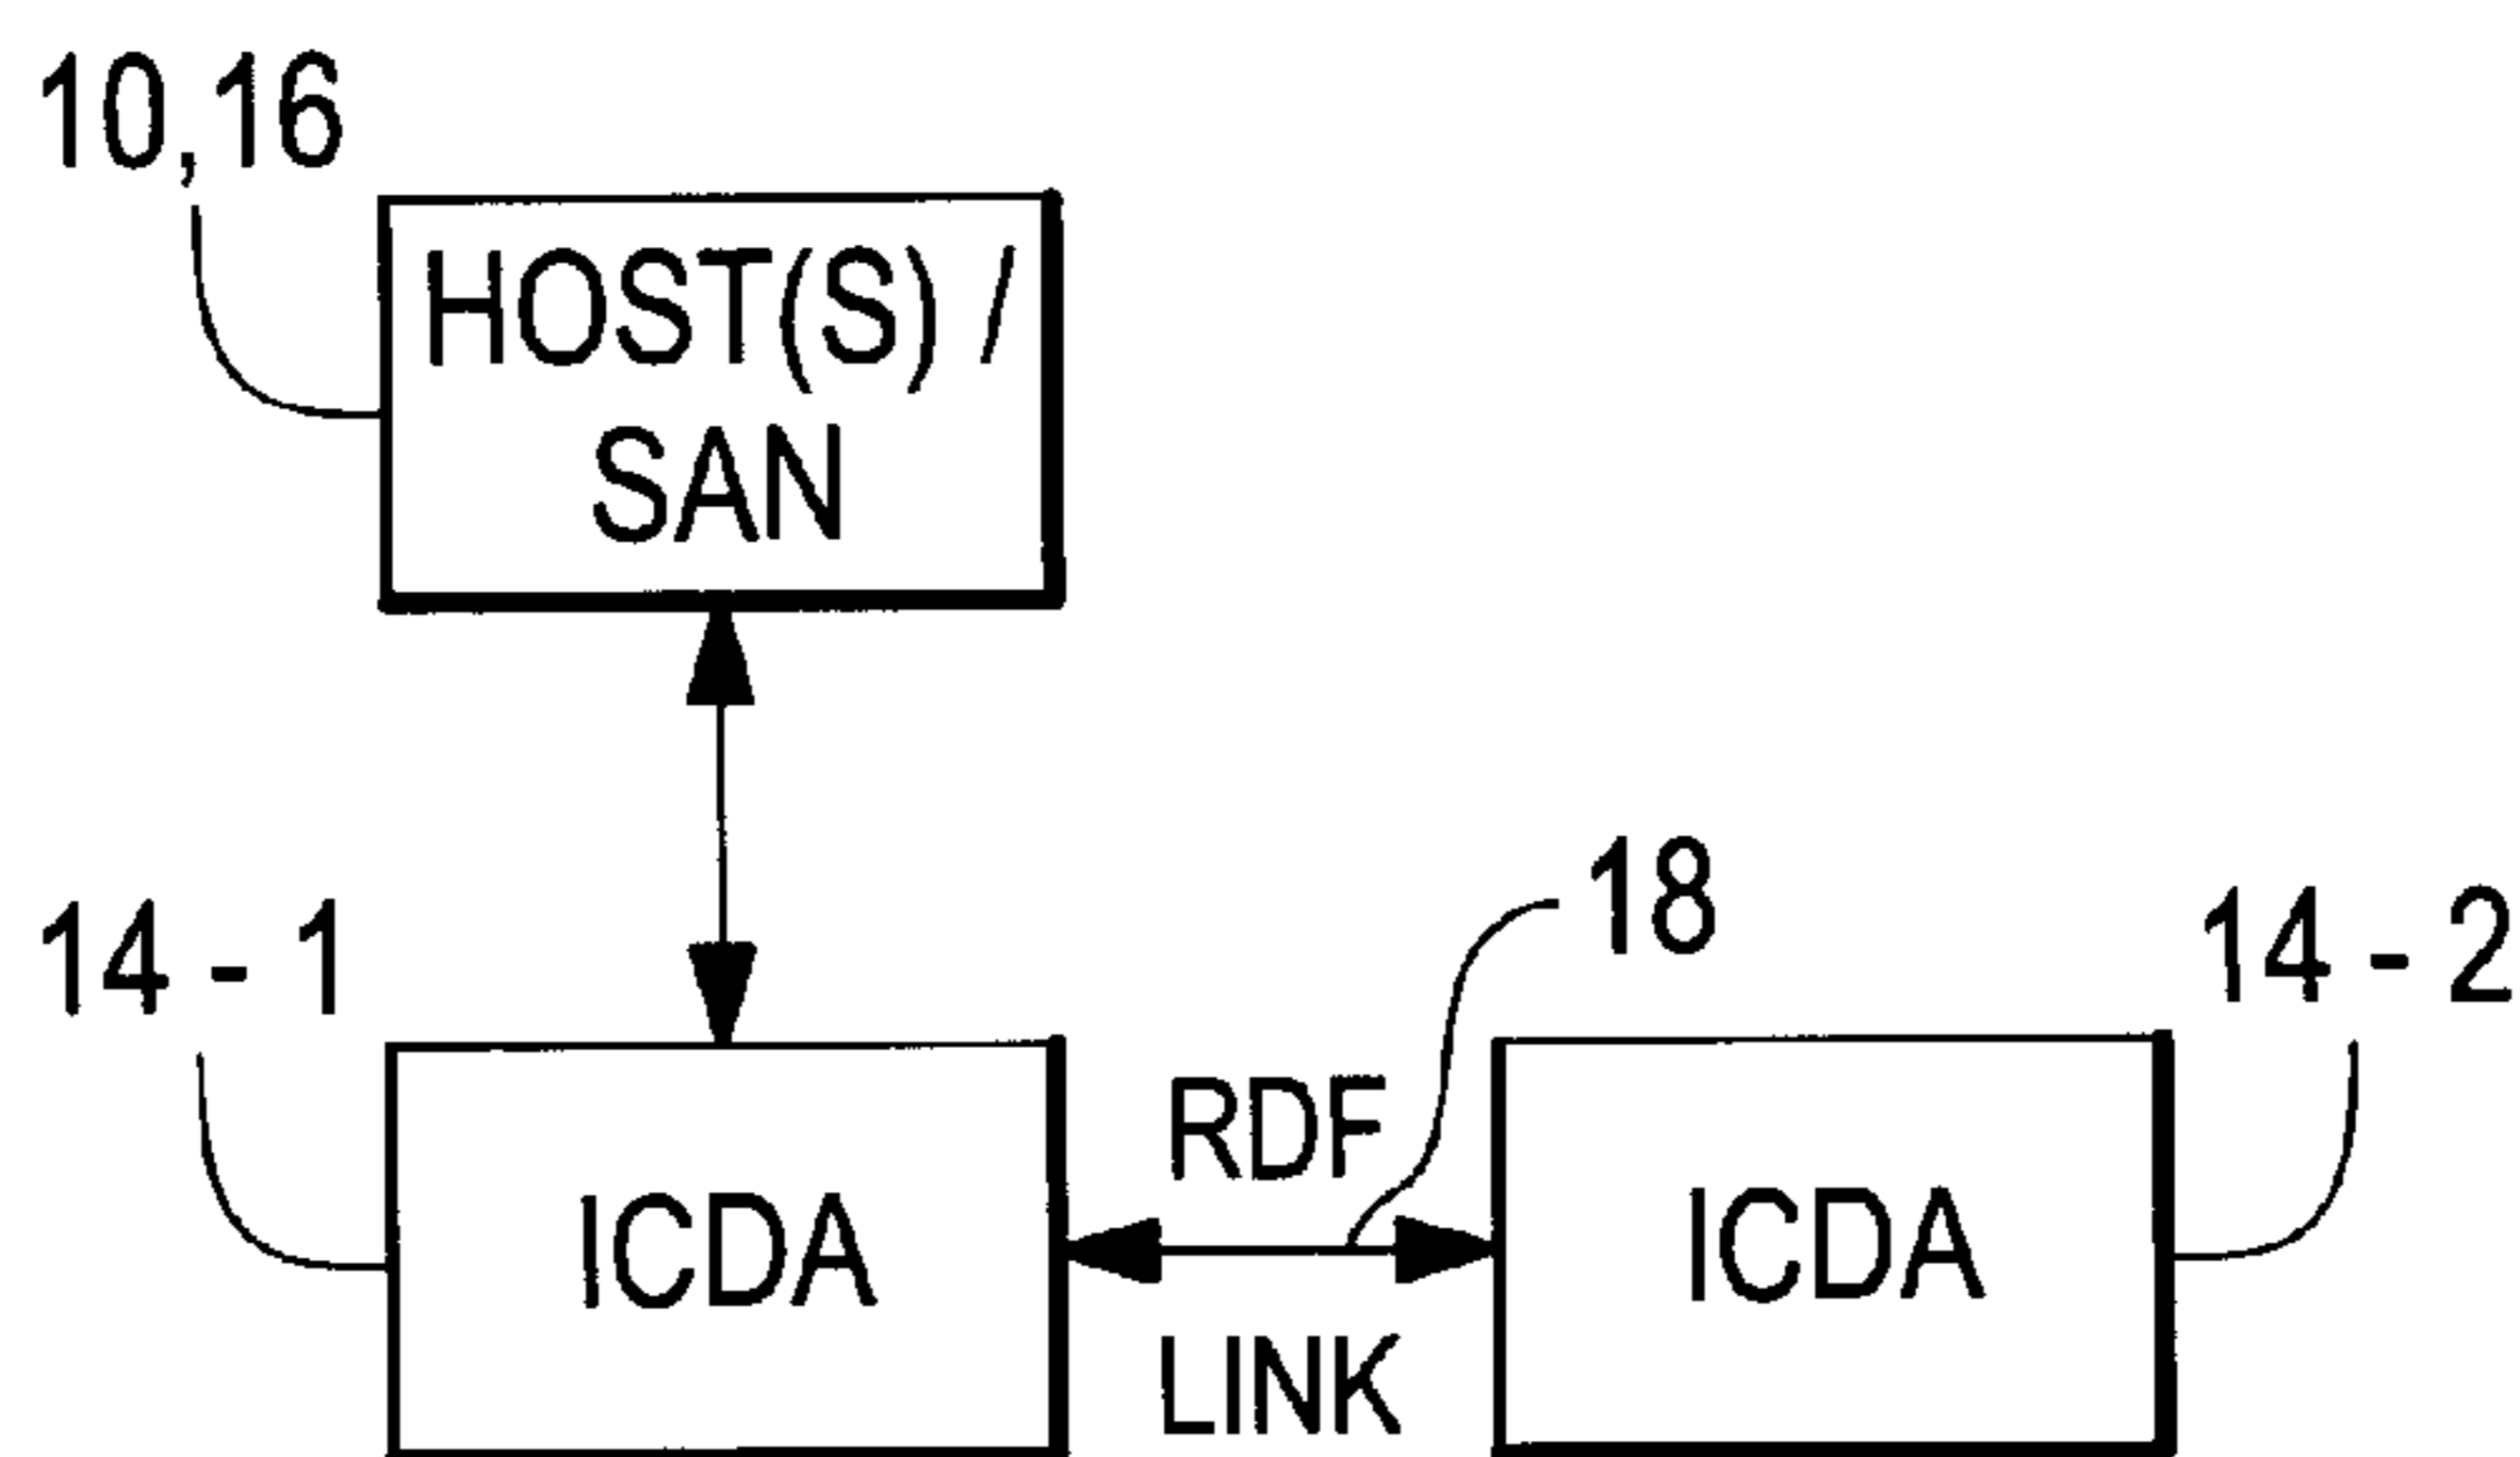 10,16
HOST(S) /
SAN
14 - 1
18
14 - 2
RDF
ICDA
ICDA
LINK